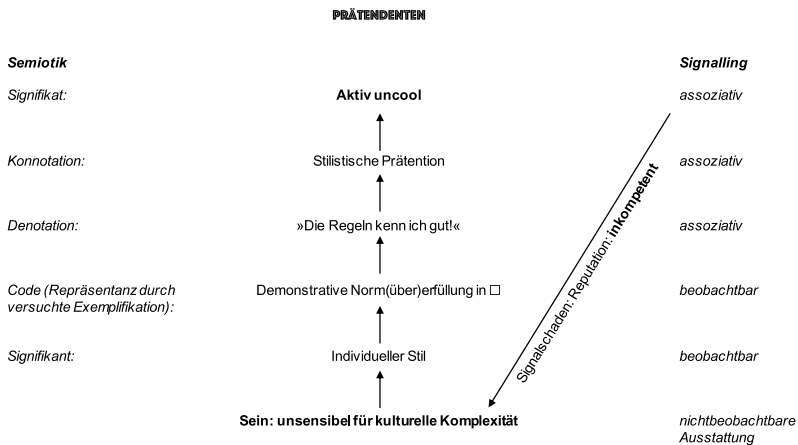 PRÄTENDENTEN
Semiotik
Signalling
Signifikat:
Aktiv uncool
assoziativ
Konnotation:
Stilistische Prätention
assoziativ
Denotation:
»Die Regeln kenn ich gut!«
assoziativ
Signalschaden: Reputation: inkompetent
Code (Repräsentanz durch
versuchte Exemplifikation):
Demonstrative Norm(über)erfüllung in □
beobachtbar
Signifikant:
Individueller Stil
beobachtbar
Sein: unsensibel für kulturelle Komplexität
nichtbeobachtbare
Ausstattung